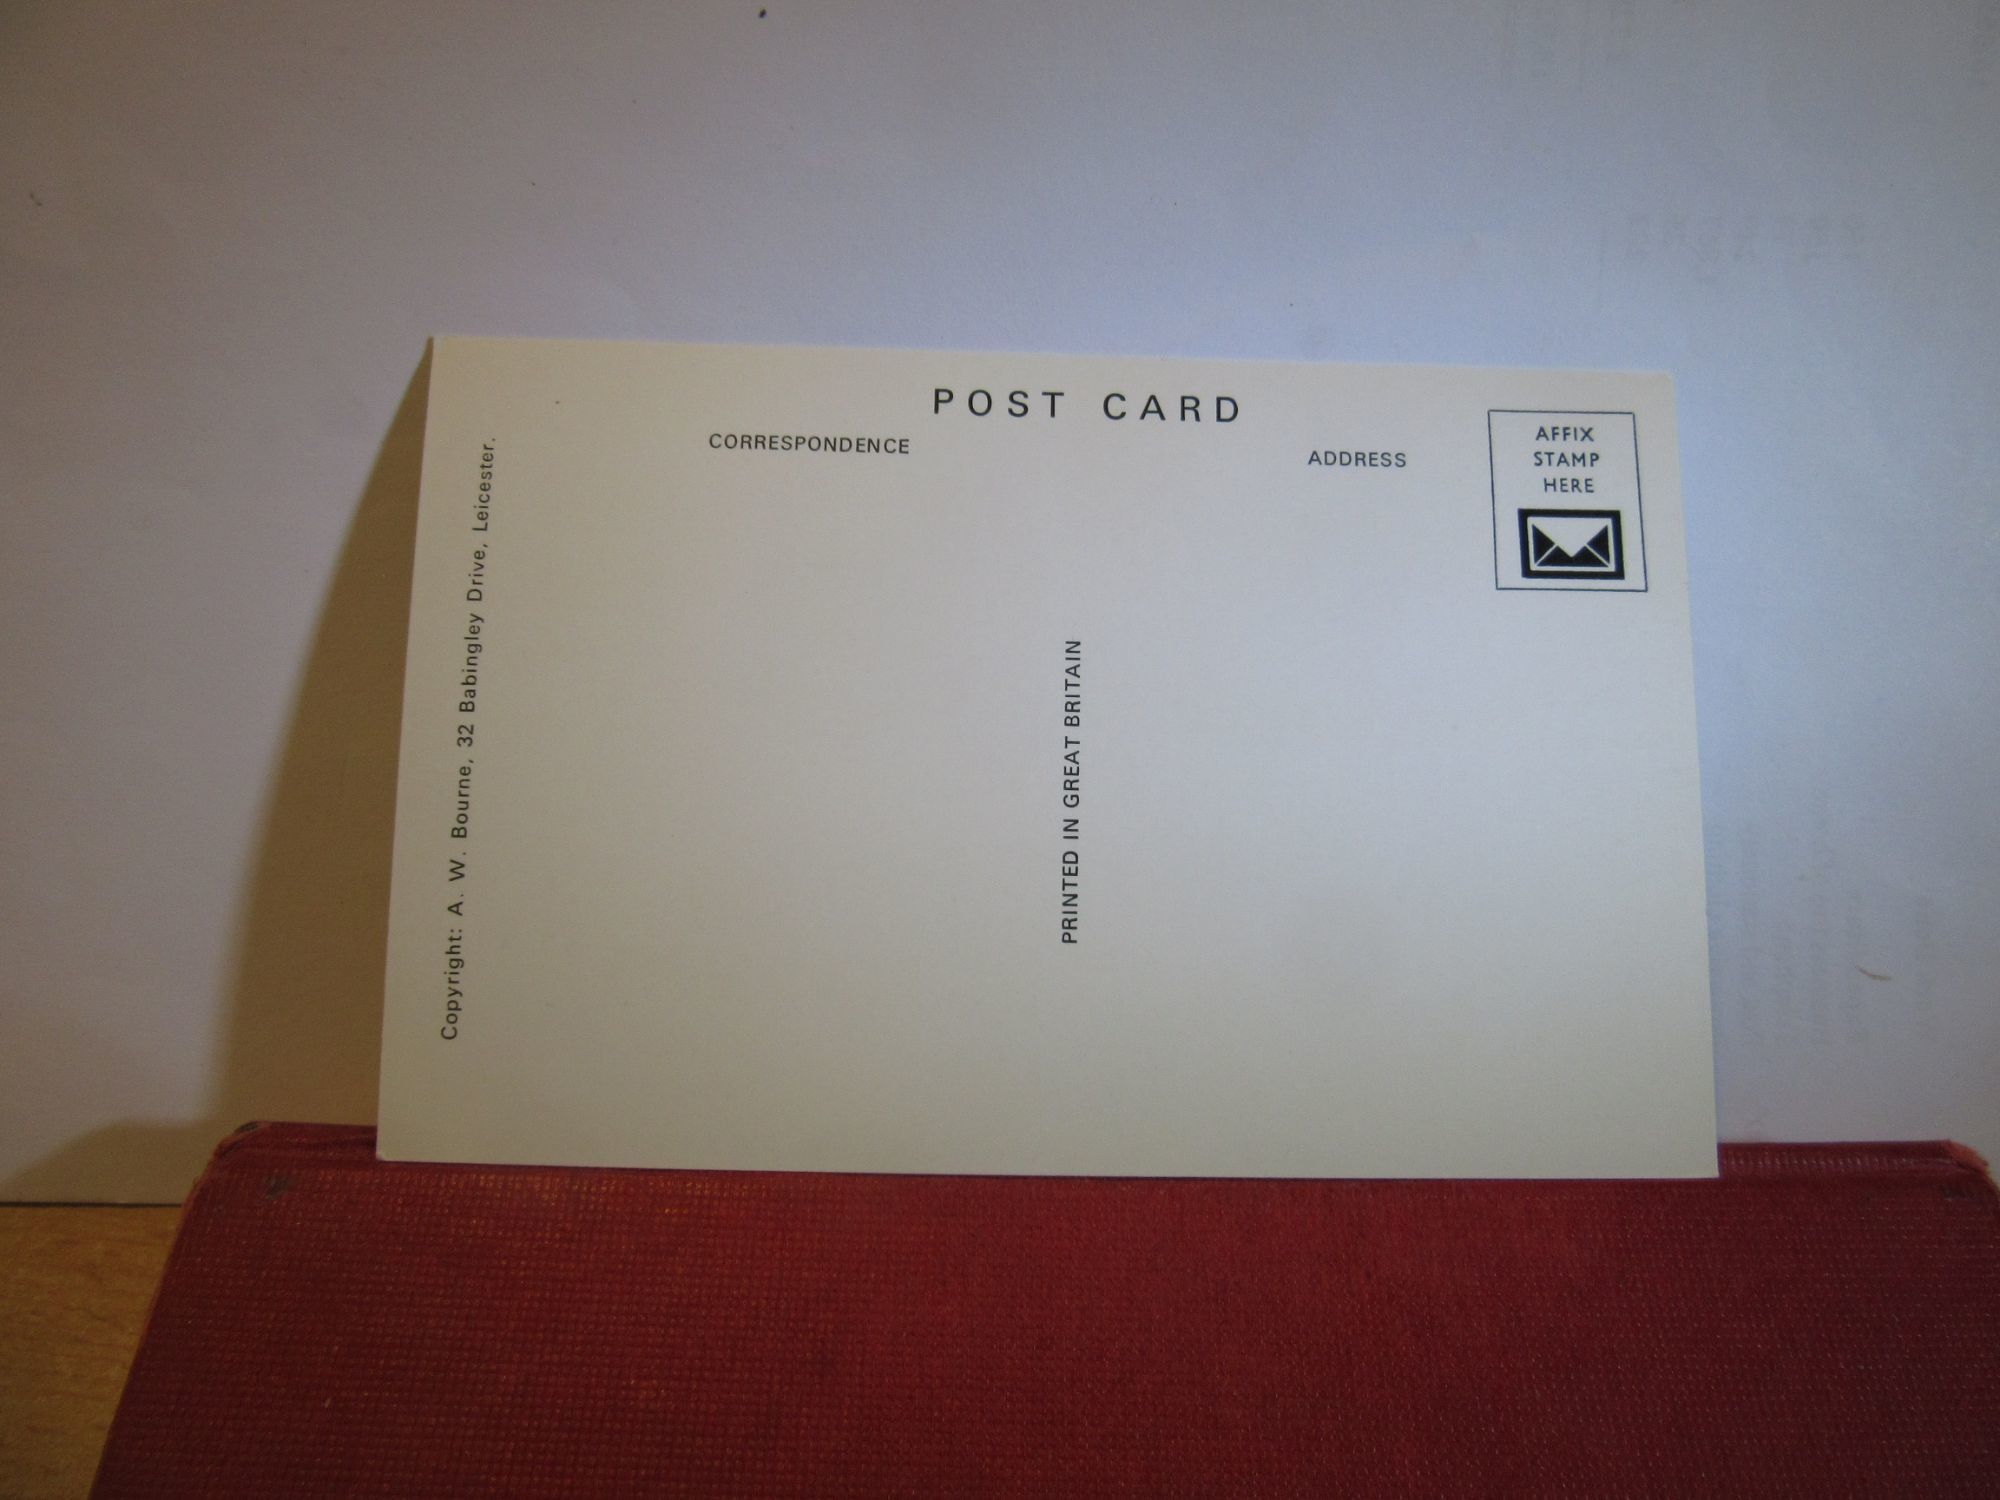 POST CARD
CORRESPONDENCE
ADDRESS
AFFIX
STAMP
HERE
Copyright: A. W. Bourne, 32 Babingley Drive, Leicester.
PRINTED IN GREAT BRITAIN